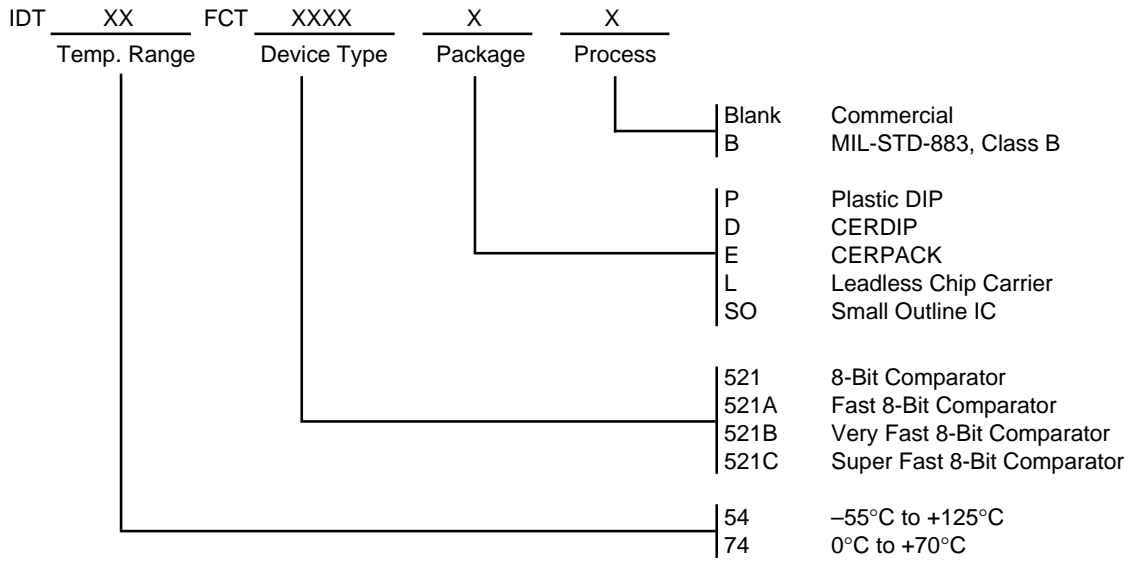 IDT XX FCT XXXX X X
Temp. Range Device Type Package Process
Blank Commercial
B MIL-STD-883, Class B
P Plastic DIP
D CERDIP
E CERPACK
L Leadless Chip Carrier
SO Small Outline IC
521 8-Bit Comparator
521A Fast 8-Bit Comparator
521B Very Fast 8-Bit Comparator
521C Super Fast 8-Bit Comparator
54 –55°C to +125°C
74 0°C to +70°C